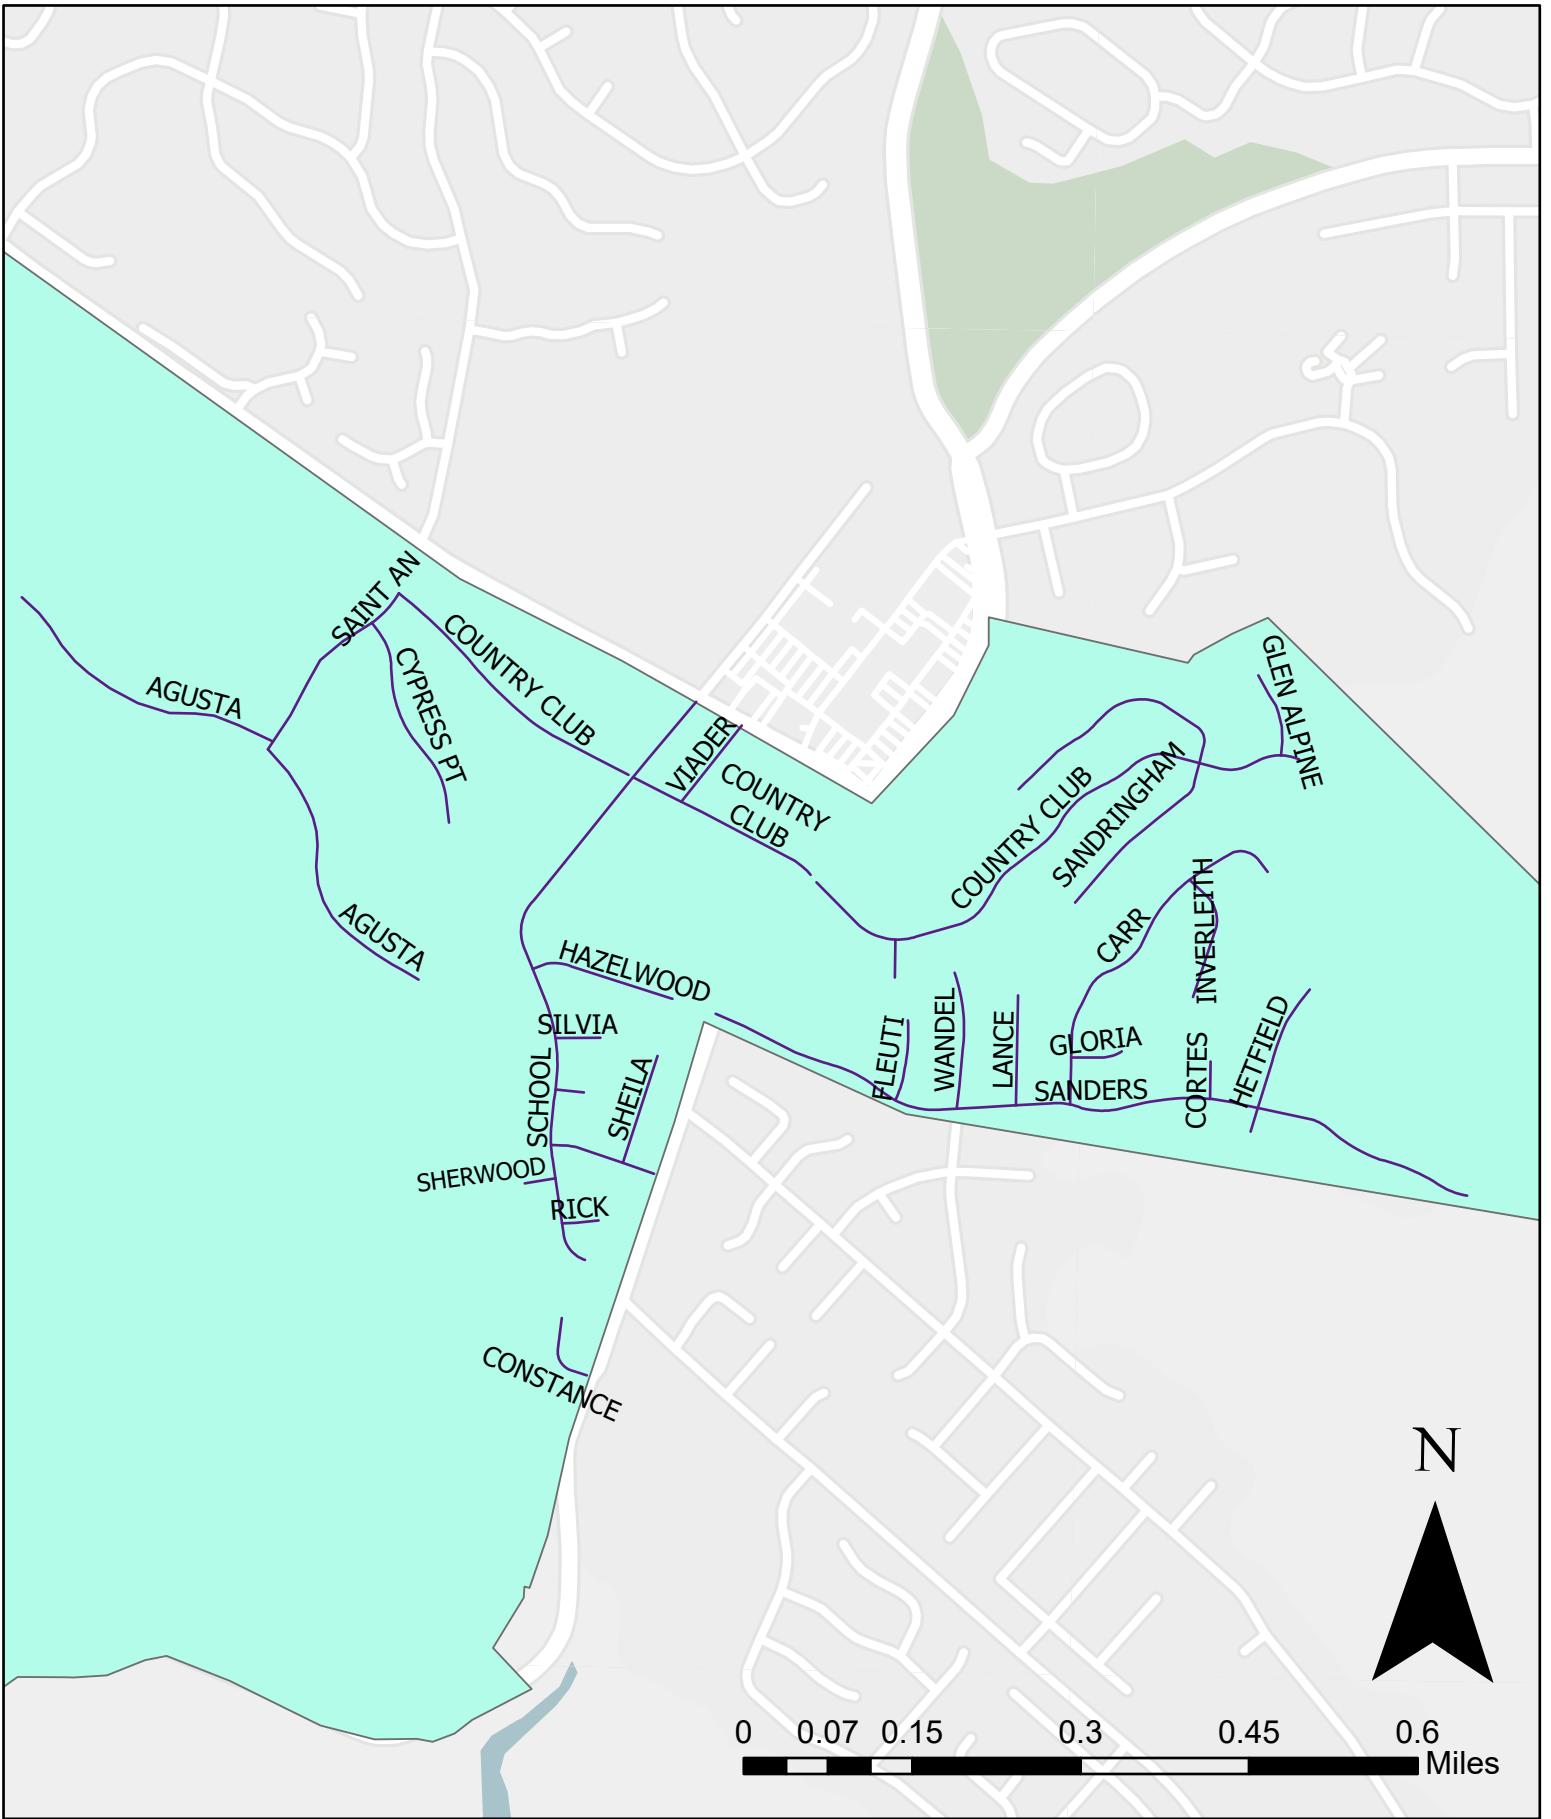 SAINT AN
COUNTRY CLUB
CYPRESS PT
AGUSTA
GLEN ALPINE
VIADER
COUNTRY
CLUB
COUNTRY CLUB
SANDRINGHAM
AGUSTA
CARR
INVERLEITH
HAZELWOOD
SILVIA
SCHOOL
SHEILA
FLEUTI
WANDEL
LANCE
GLORIA
SANDERS
CORTES
HETFIELD
SHERWOOD
RICK
CONSTANCE
N
0 0.07 0.15 0.3 0.45 0.6
Miles